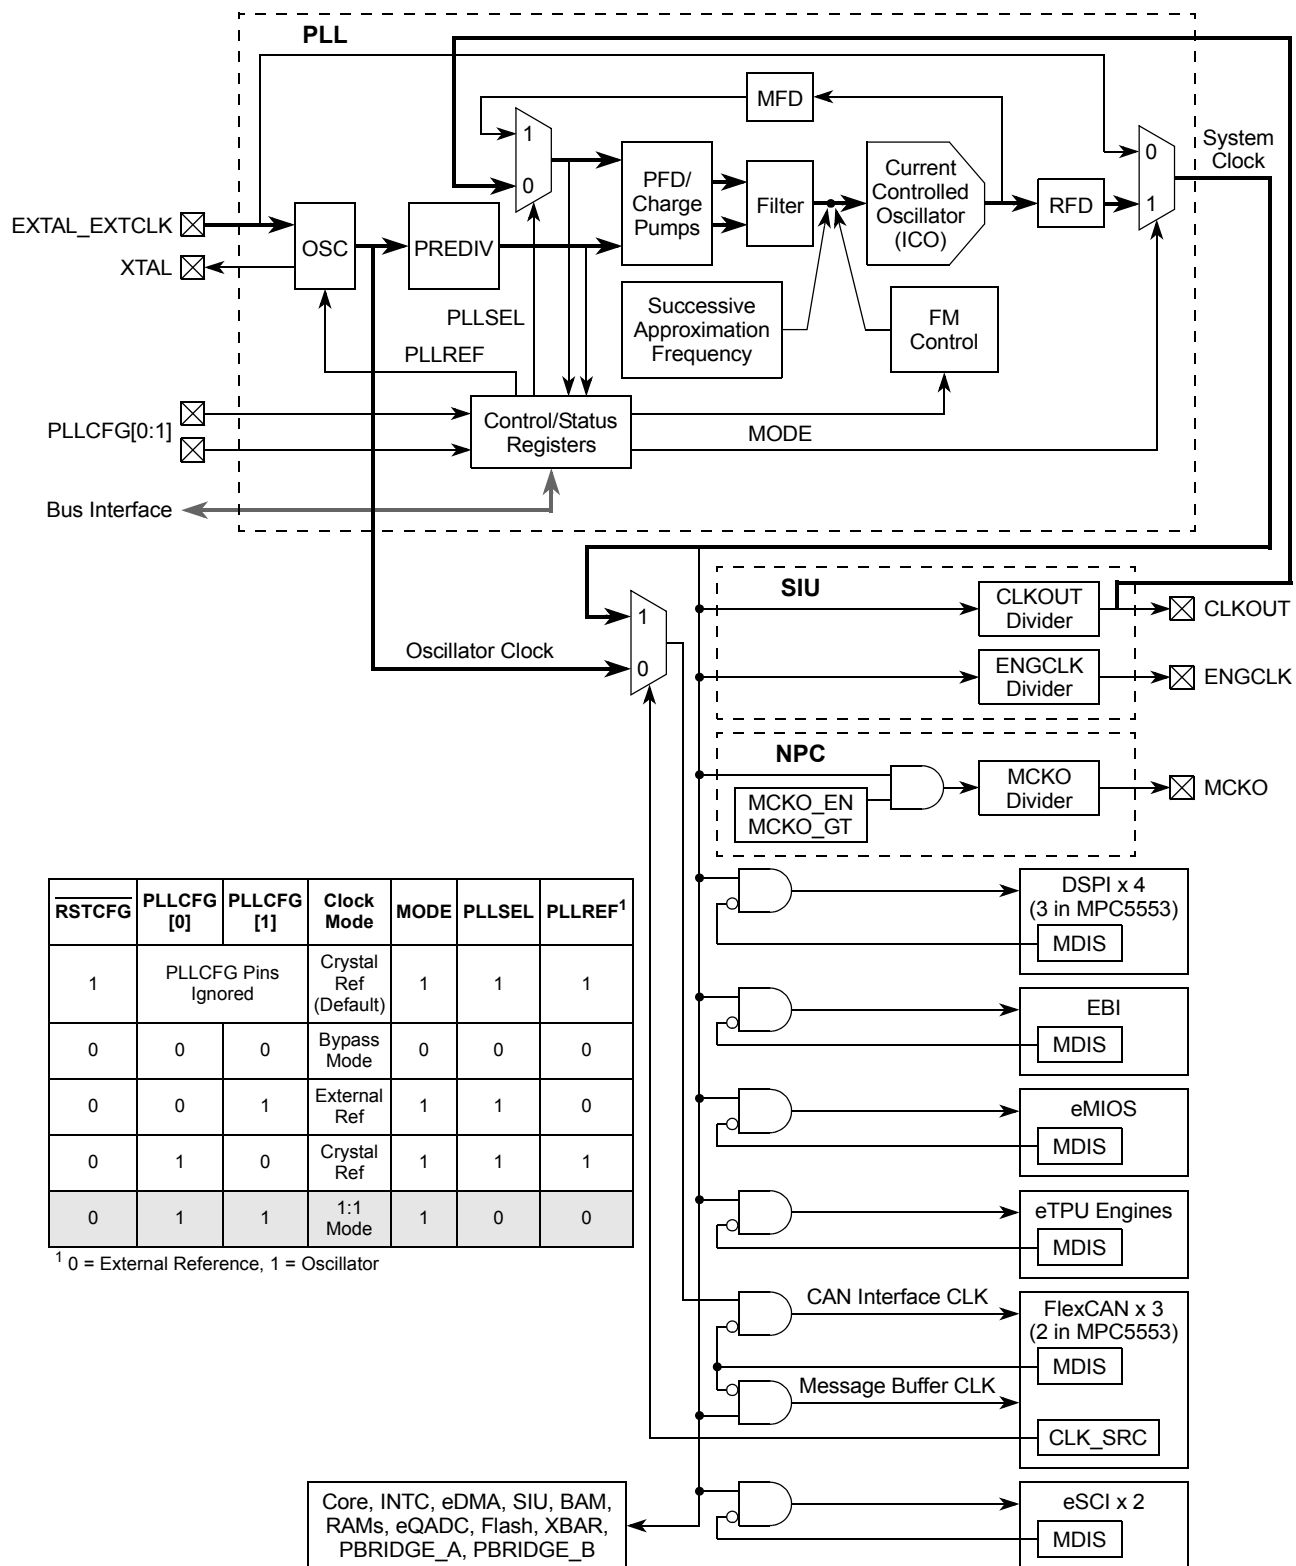 PLL
MFD
1
0
0
1
System
Clock
EXTAL_EXTCLK
XTAL
OSC
PREDIV
PFD/
Charge
Pumps
Filter
Current
Controlled
Oscillator
(ICO)
RFD
PLLSEL
PLLREF
Successive
Approximation
Frequency
FM
Control
PLLCFG[0:1]
Control/Status
Registers
MODE
Bus Interface
SIU
1
0
Oscillator Clock
CLKOUT
Divider
CLKOUT
ENGCLK
Divider
ENGCLK
NPC
MCKO_EN
MCKO_GT
MCKO
Divider
MCKO
RSTCFG PLLCFG [0] PLLCFG [1] Clock Mode MODE PLLSEL PLLREF1
1 PLLCFG Pins Ignored Crystal Ref (Default) 1 1 1
0 0 0 Bypass Mode 0 0 0
0 0 1 External Ref 1 1 0
0 1 0 Crystal Ref 1 1 1
0 1 1 1:1 Mode 1 0 0
1 0 = External Reference, 1 = Oscillator
DSPI x 4
(3 in MPC5553)
MDIS
EBI
MDIS
eMIOS
MDIS
eTPU Engines
MDIS
CAN Interface CLK
FlexCAN x 3
(2 in MPC5553)
MDIS
Message Buffer CLK
CLK_SRC
eSCI x 2
MDIS
Core, INTC, eDMA, SIU, BAM,
RAMs, eQADC, Flash, XBAR,
PBRIDGE_A, PBRIDGE_B